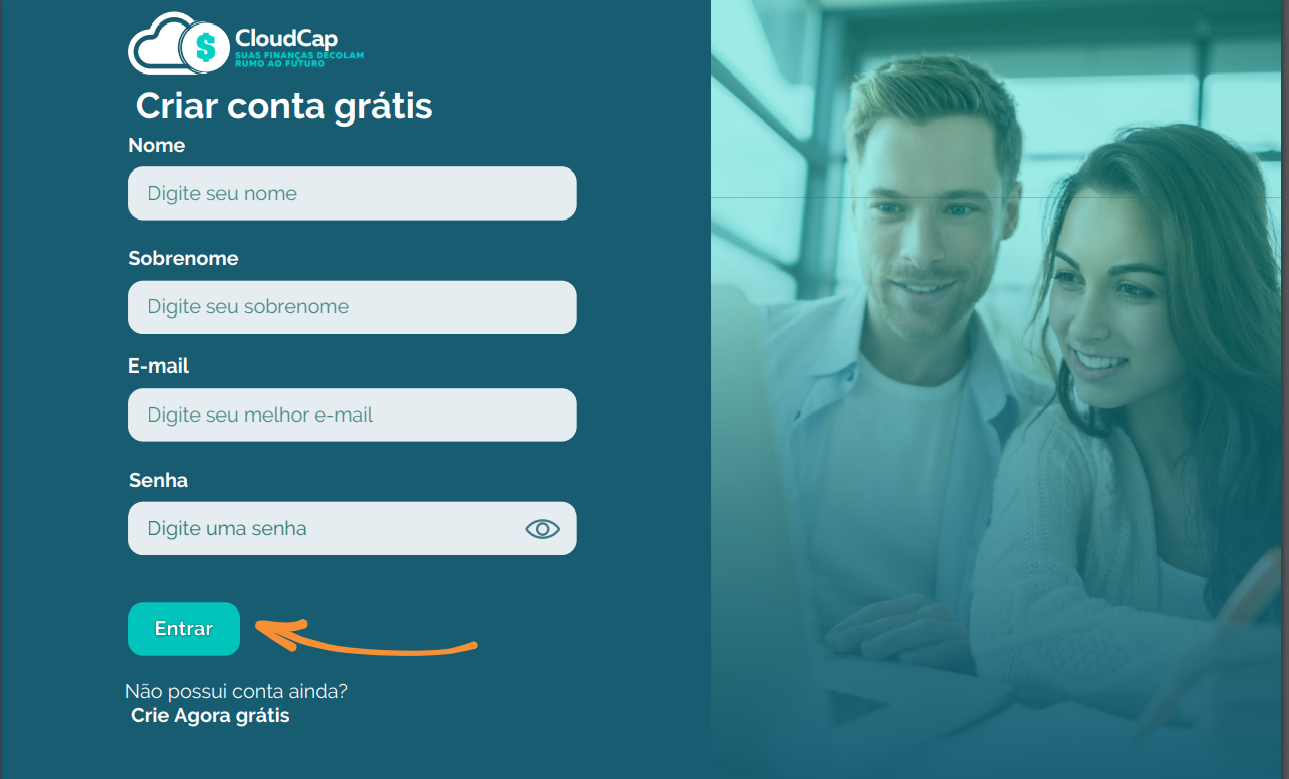 CloudCap
SUAS FINANÇAS DECOLAM
RUMO AO FUTURO
Criar conta grátis
Nome
Digite seu nome
Sobrenome
Digite seu sobrenome
E-mail
Digite seu melhor e-mail
Senha
Digite uma senha
Entrar
Não possui conta ainda?
Crie Agora grátis